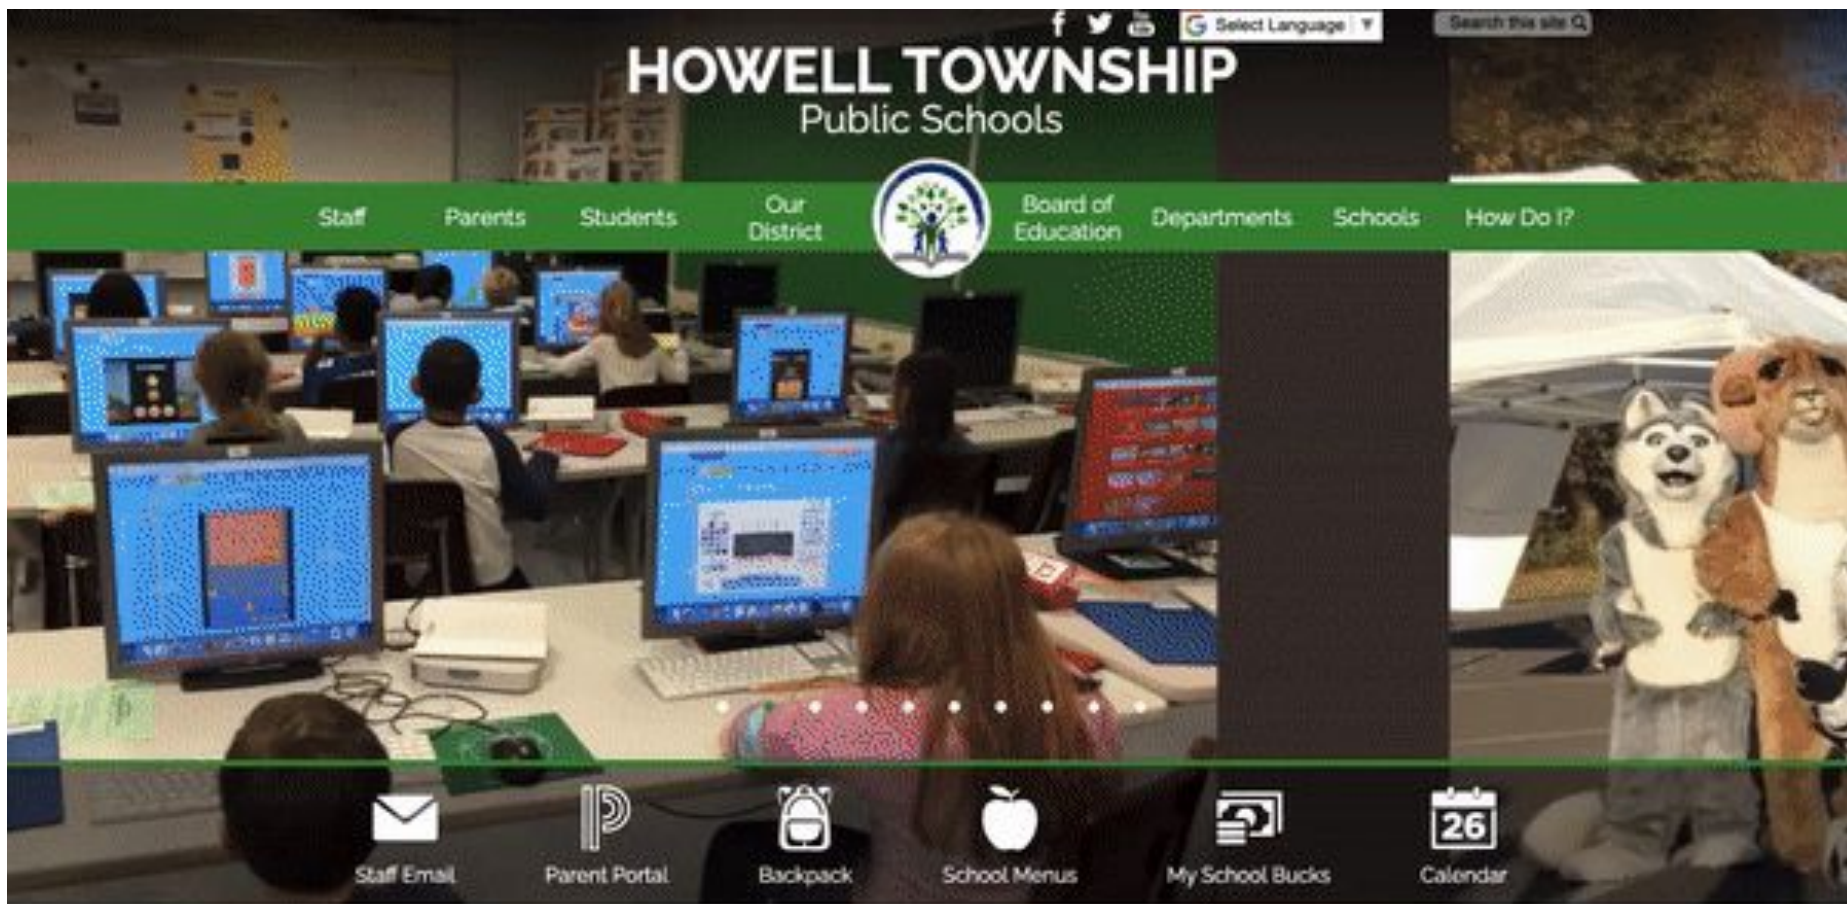 Select Language
Search this site
HOWELL TOWNSHIP
Public Schools
Staff
Parents
Students
Our
District
Board of
Education
Departments
Schools
How Do I?
26
Staff Email
Parent Portal
Backpack
School Menus
My School Bucks
Calendar